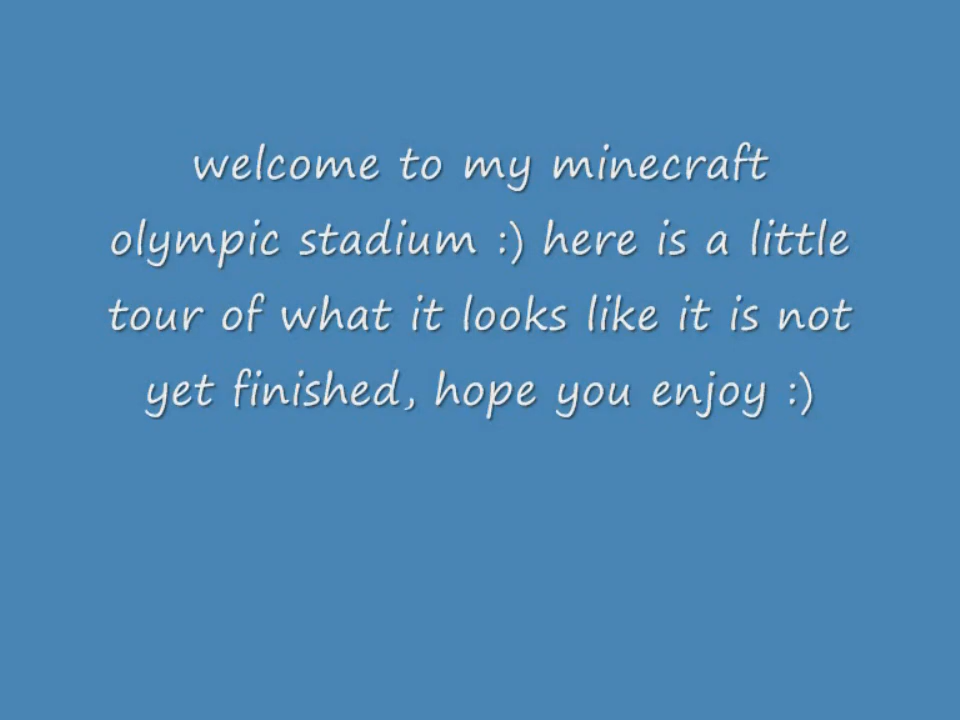 welcome to my minecraft
olympic stadium :) here is a little
tour of what it looks like it is not
yet finished, hope you enjoy :)